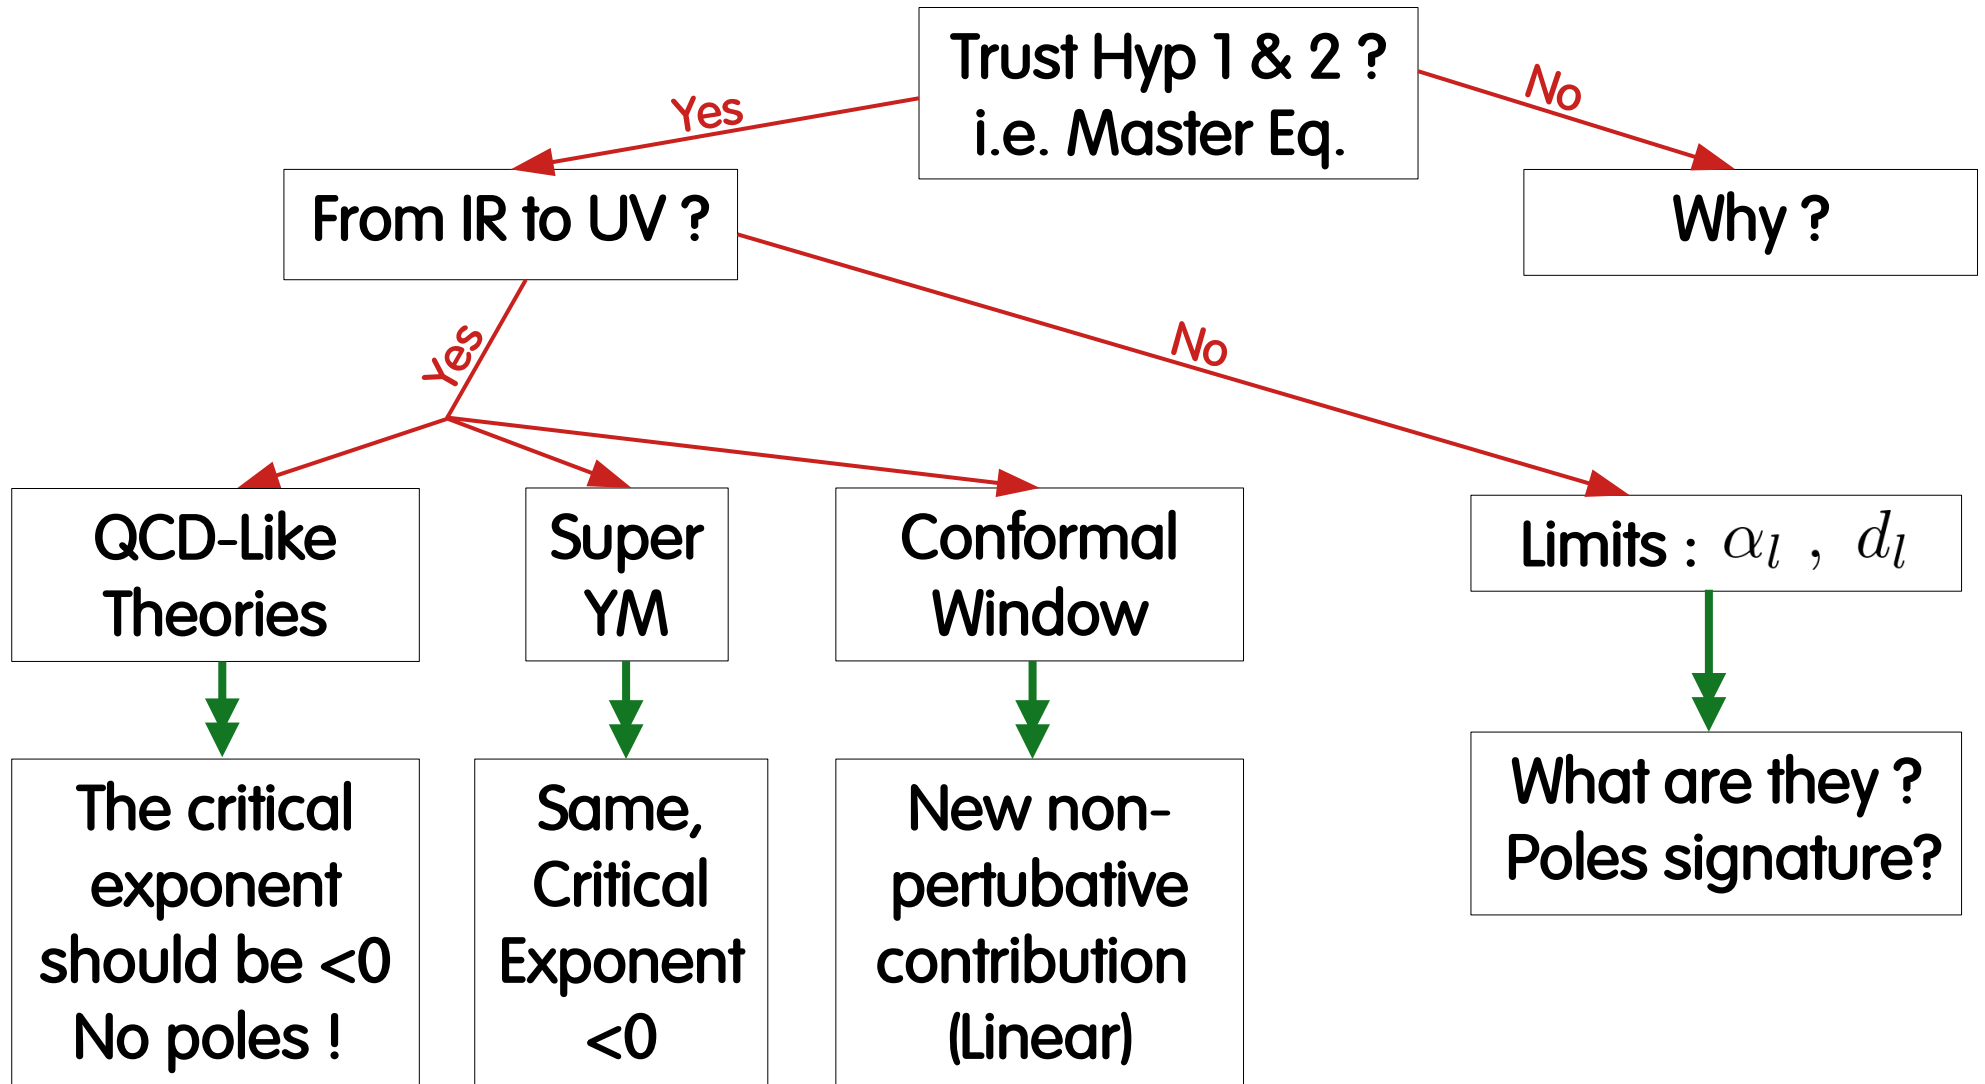 Trust Hyp 1 & 2 ?
i.e. Master Eq.
Yes
No
From IR to UV ?
Why ?
Yes
No
QCD-Like
Theories
Super
YM
Conformal
Window
Limits : αₗ , dₗ
The critical
exponent
should be <0
No poles !
Same,
Critical
Exponent
<0
New non-
pertubative
contribution
(Linear)
What are they ?
Poles signature?